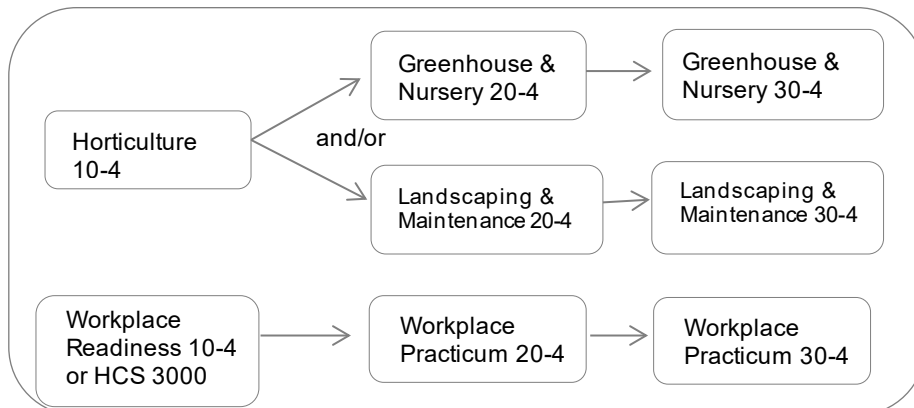 Greenhouse &
Nursery 20-4
Greenhouse &
Nursery 30-4
Horticulture
10-4
and/or
Landscaping &
Maintenance 20-4
Landscaping &
Maintenance 30-4
Workplace
Readiness 10-4
or HCS 3000
Workplace
Practicum 20-4
Workplace
Practicum 30-4